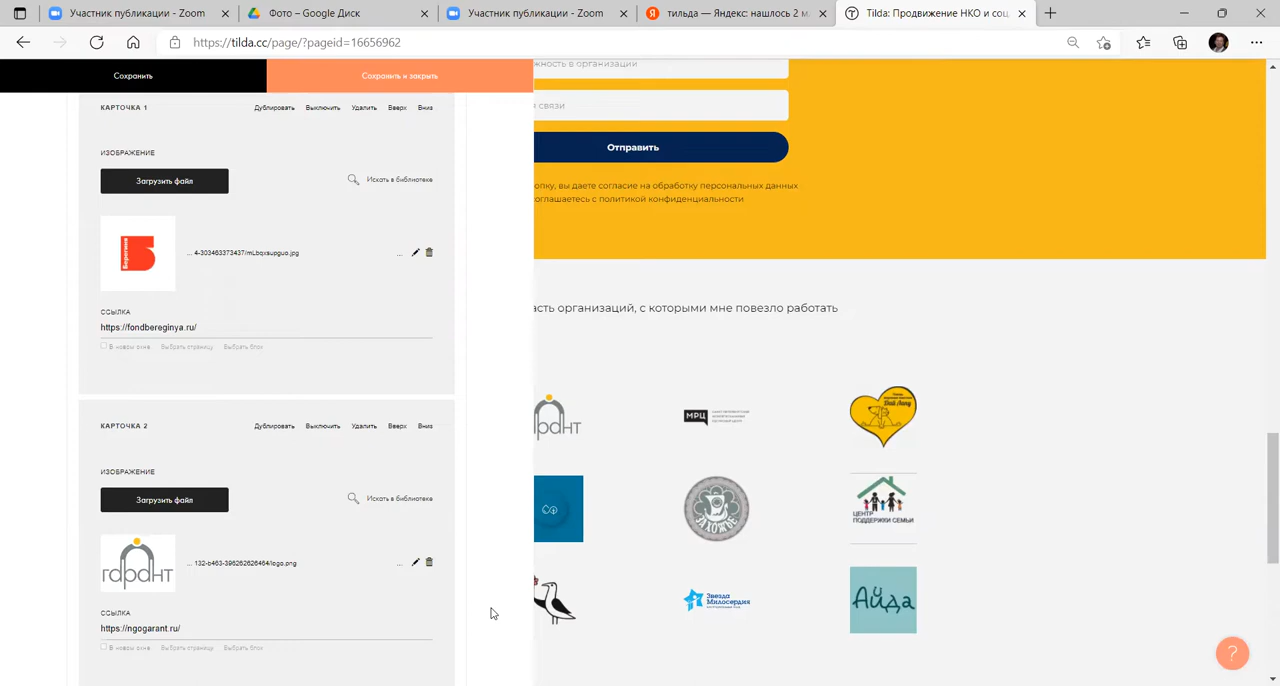 Участник публикации - Zoom
Фото – Google Диск
Участник публикации - Zoom
тильда — Яндекс: нашлось 2 м
Tilda: Продвижение НКО и соц
https://tilda.cc/page/?pageid=16656962
Сохранить
Сохранить и закрыть
жность в организации
КАРТОЧКА 1
Дублировать Выключить Удалить Вверх Вниз
я связи
ИЗОБРАЖЕНИЕ
Отправить
Загрузить файл
Искать в библиотеке
опку, вы даете согласие на обработку персональных данных
оглашаетесь с политикой конфиденциальности
Берегиня
... 4-303463373437/mLbqxsupguo.jpg
...
ССЫЛКА
https://fondbereginya.ru/
В новом окне Выбрать страницу Выбрать блок
асть организаций, с которыми мне повезло работать
КАРТОЧКА 2
Дублировать Выключить Удалить Вверх Вниз
арант
МРЦ
ИЗОБРАЖЕНИЕ
Загрузить файл
Искать в библиотеке
ЗАХОЖЬЕ
ЦЕНТР
ПОДДЕРЖКИ СЕМЬИ
гарант
... 132-b463-396262626464/logo.png
...
Звезда
Милосердия
Айда
ССЫЛКА
https://ngogarant.ru/
В новом окне Выбрать страницу Выбрать блок
?